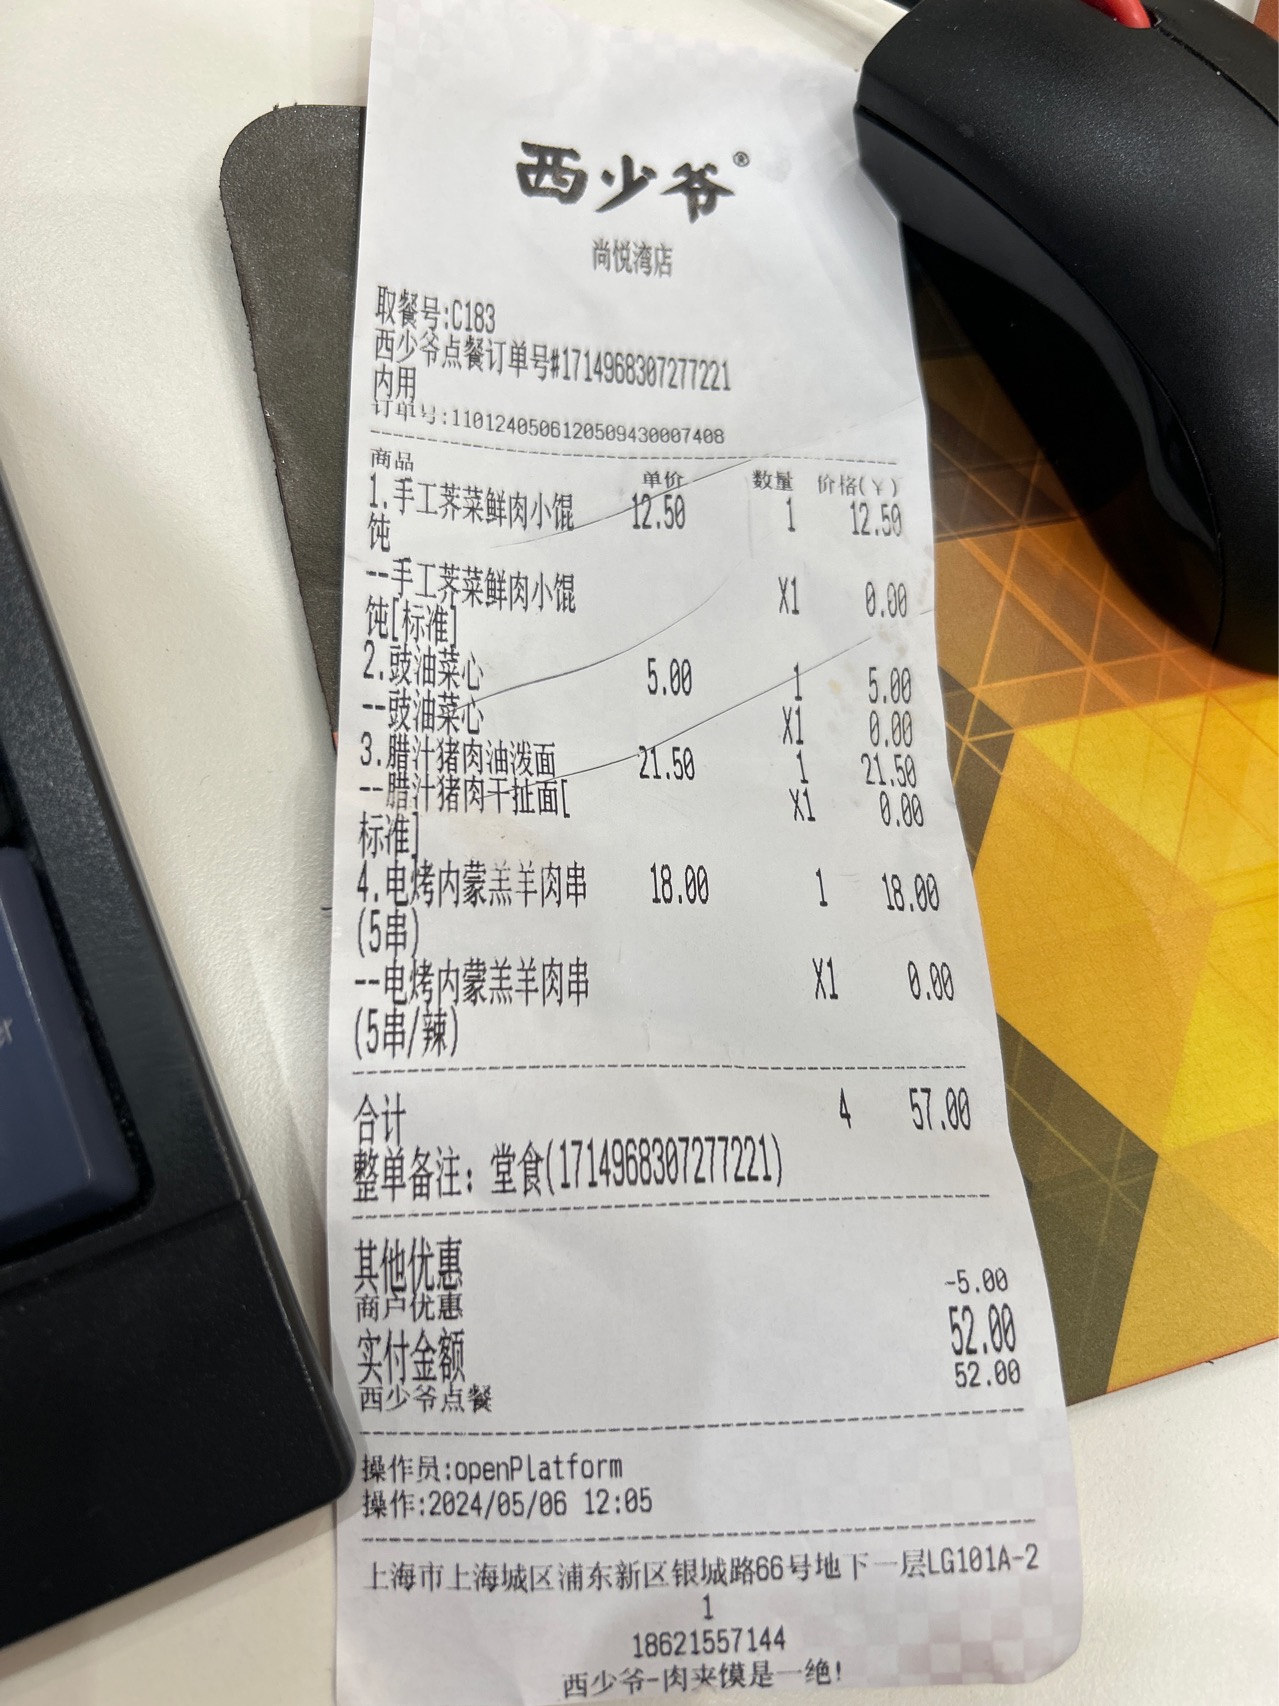 西少爷®
尚悦湾店
取餐号:C183
西少爷点餐订单号#1714968307277221
内用
订单号:1101240506120509430007408
商品 单价 数量 价格(¥)
1.手工荠菜鲜肉小馄 12.50 1 12.50
饨
--手工荠菜鲜肉小馄 X1 0.00
饨[标准]
2.豉油菜心 5.00 1 5.00
--豉油菜心 X1 0.00
3.腊汁猪肉油泼面 21.50 1 21.50
--腊汁猪肉干扯面[ X1 0.00
标准]
4.电烤内蒙羔羊肉串 18.00 1 18.00
(5串)
--电烤内蒙羔羊肉串 X1 0.00
(5串/辣)
合计 4 57.00
整单备注: 堂食(1714968307277221)
其他优惠
商户优惠 -5.00
实付金额 52.00
西少爷点餐 52.00
操作员:openPlatform
操作:2024/05/06 12:05
上海市上海城区浦东新区银城路66号地下一层LG101A-2
1
18621557144
西少爷-肉夹馍是一绝!